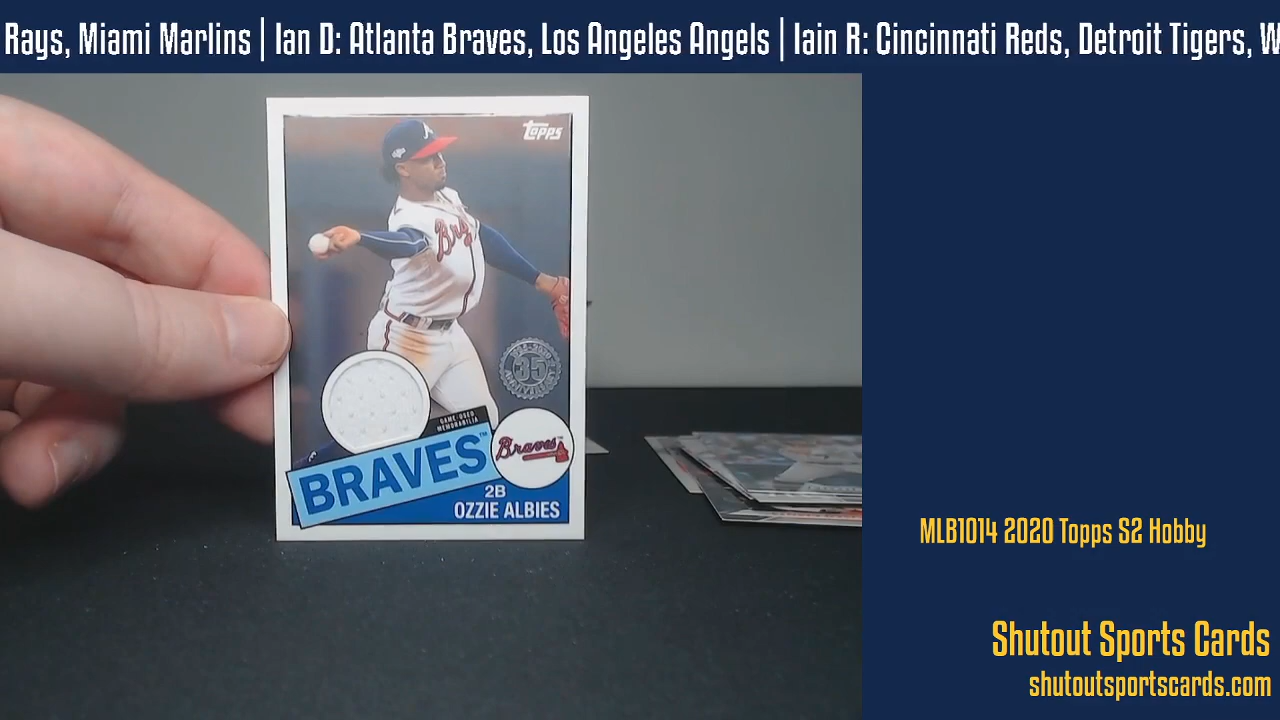 Rays, Miami Marlins | Ian D: Atlanta Braves, Los Angeles Angels | Iain R: Cincinnati Reds, Detroit Tigers, W
Topps
A
Braves
35
GAME-USED
MEMORABILIA
BRAVES™
Braves
2B
OZZIE ALBIES
MLB1014 2020 Topps S2 Hobby
Shutout Sports Cards
shutoutsportscards.com